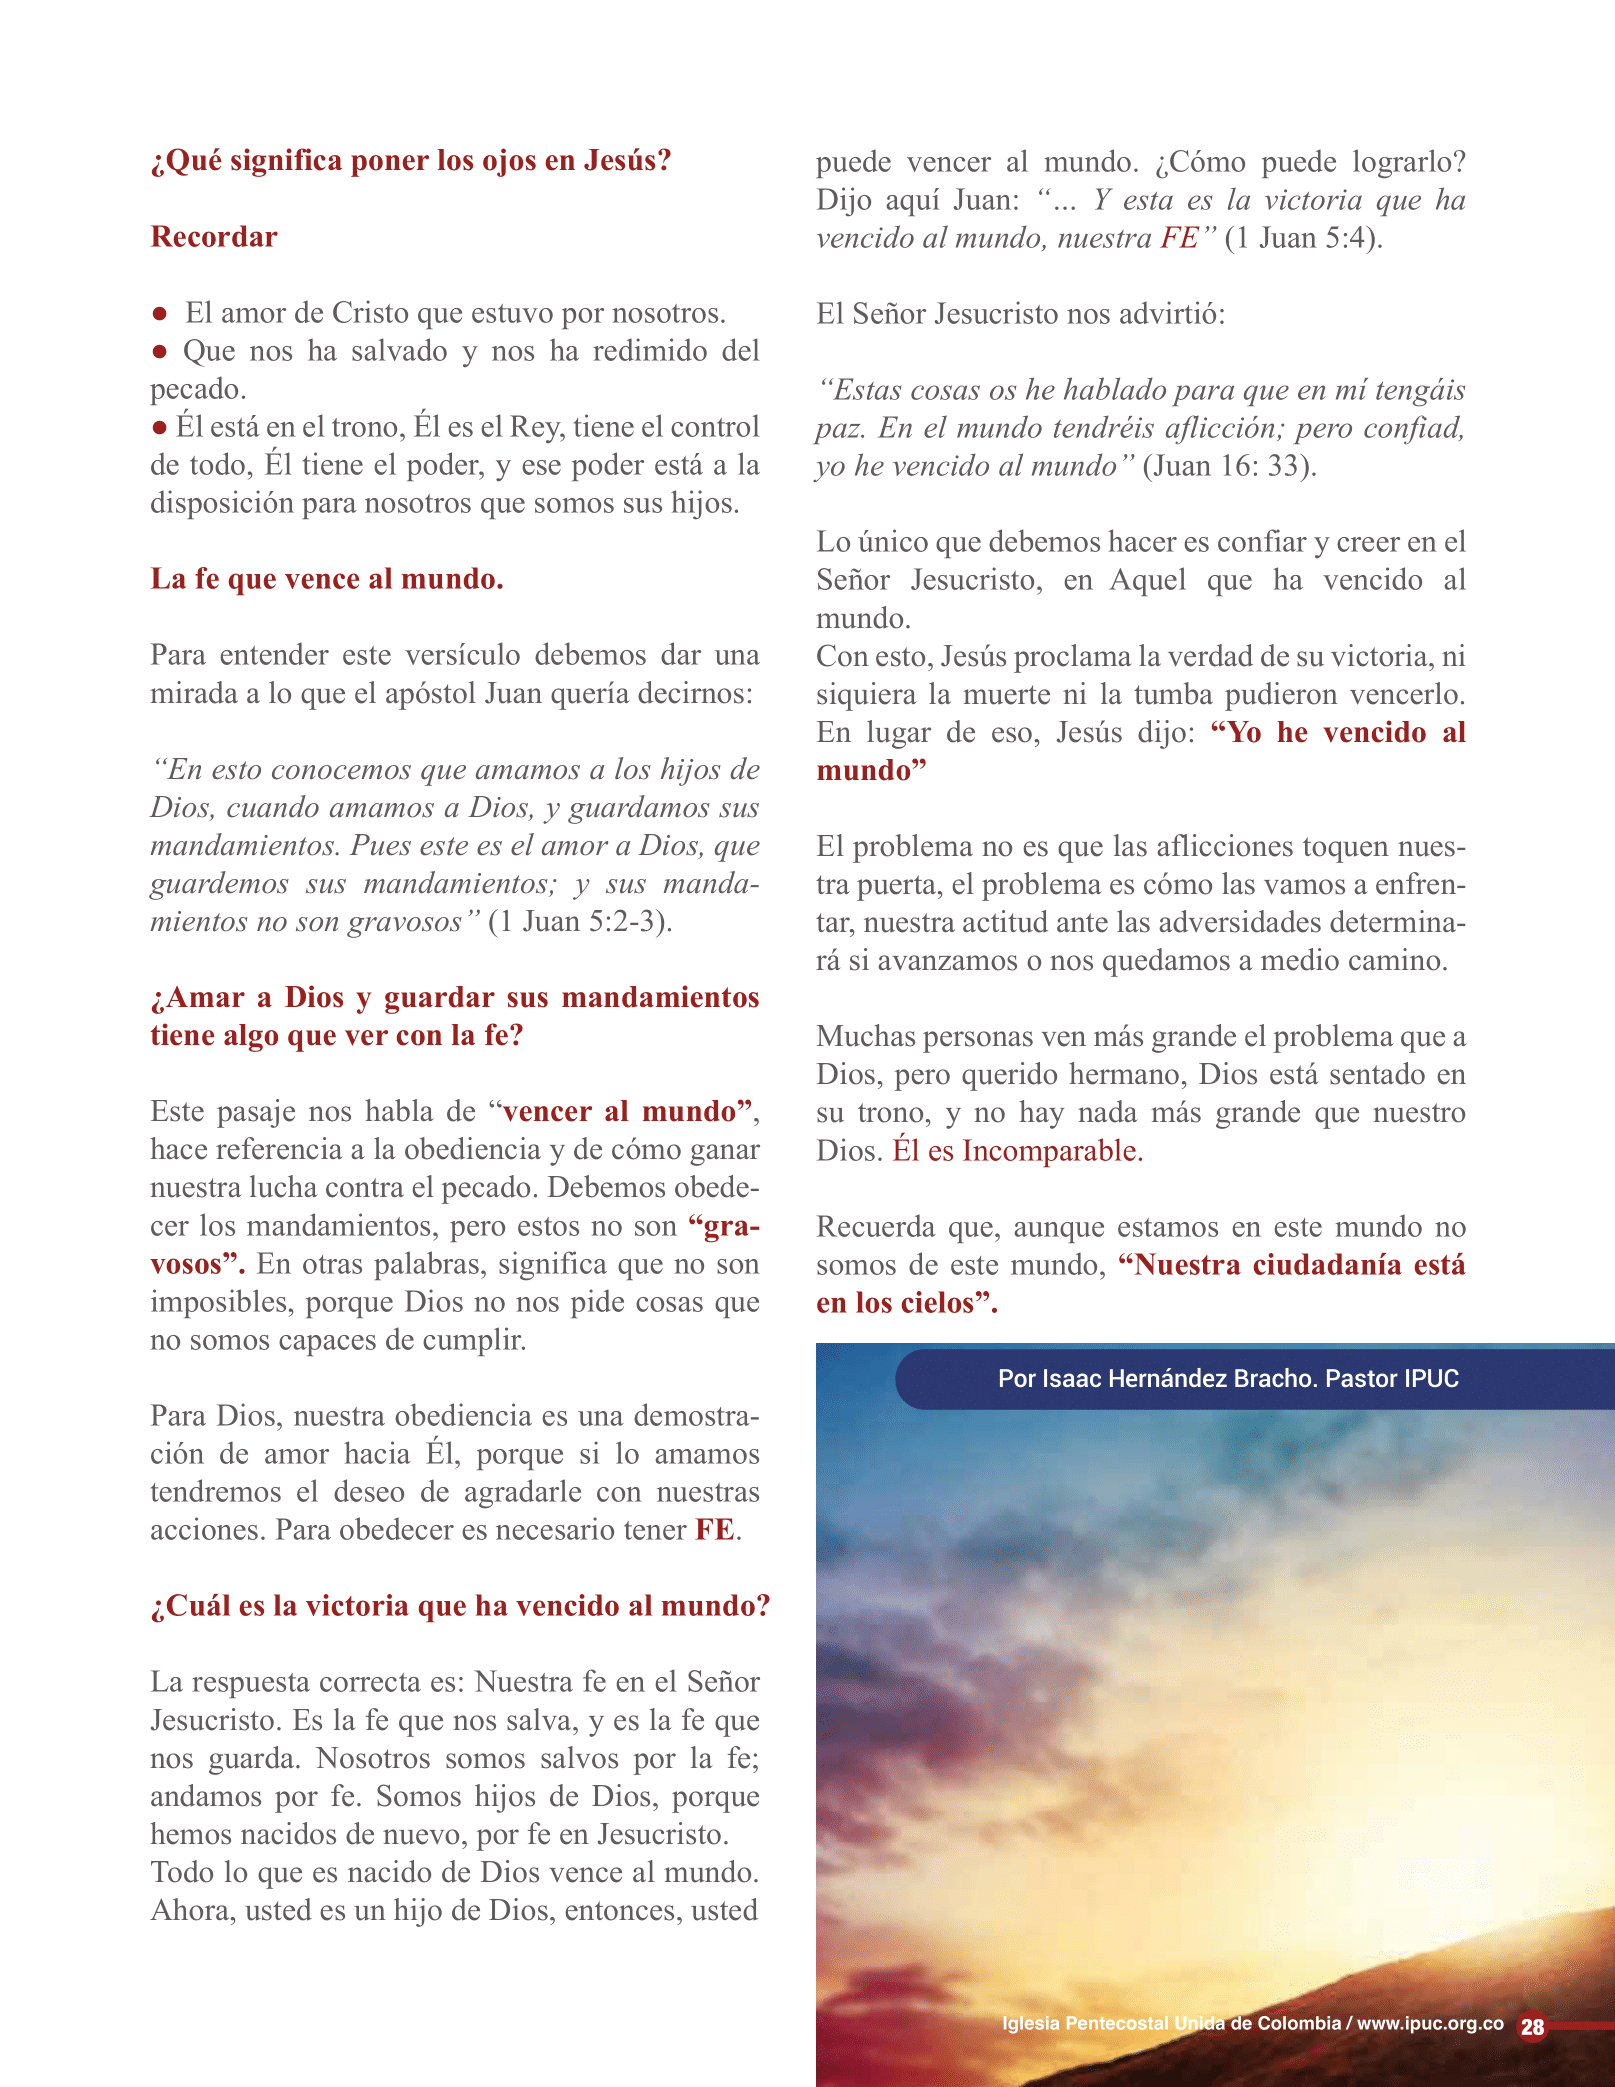 ¿Qué significa poner los ojos en Jesús?
Recordar
● El amor de Cristo que estuvo por nosotros.
● Que nos ha salvado y nos ha redimido del
pecado.
● Él está en el trono, Él es el Rey, tiene el control
de todo, Él tiene el poder, y ese poder está a la
disposición para nosotros que somos sus hijos.
La fe que vence al mundo.
Para entender este versículo debemos dar una
mirada a lo que el apóstol Juan quería decirnos:
“En esto conocemos que amamos a los hijos de
Dios, cuando amamos a Dios, y guardamos sus
mandamientos. Pues este es el amor a Dios, que
guardemos sus mandamientos; y sus manda-
mientos no son gravosos” (1 Juan 5:2-3).
¿Amar a Dios y guardar sus mandamientos
tiene algo que ver con la fe?
Este pasaje nos habla de “vencer al mundo”,
hace referencia a la obediencia y de cómo ganar
nuestra lucha contra el pecado. Debemos obede-
cer los mandamientos, pero estos no son “gra-
vosos”. En otras palabras, significa que no son
imposibles, porque Dios no nos pide cosas que
no somos capaces de cumplir.
Para Dios, nuestra obediencia es una demostra-
ción de amor hacia Él, porque si lo amamos
tendremos el deseo de agradarle con nuestras
acciones. Para obedecer es necesario tener FE.
¿Cuál es la victoria que ha vencido al mundo?
La respuesta correcta es: Nuestra fe en el Señor
Jesucristo. Es la fe que nos salva, y es la fe que
nos guarda. Nosotros somos salvos por la fe;
andamos por fe. Somos hijos de Dios, porque
hemos nacidos de nuevo, por fe en Jesucristo.
Todo lo que es nacido de Dios vence al mundo.
Ahora, usted es un hijo de Dios, entonces, usted
puede vencer al mundo. ¿Cómo puede lograrlo?
Dijo aquí Juan: “... Y esta es la victoria que ha
vencido al mundo, nuestra FE” (1 Juan 5:4).
El Señor Jesucristo nos advirtió:
“Estas cosas os he hablado para que en mí tengáis
paz. En el mundo tendréis aflicción; pero confiad,
yo he vencido al mundo” (Juan 16: 33).
Lo único que debemos hacer es confiar y creer en el
Señor Jesucristo, en Aquel que ha vencido al
mundo.
Con esto, Jesús proclama la verdad de su victoria, ni
siquiera la muerte ni la tumba pudieron vencerlo.
En lugar de eso, Jesús dijo: “Yo he vencido al
mundo”
El problema no es que las aflicciones toquen nues-
tra puerta, el problema es cómo las vamos a enfren-
tar, nuestra actitud ante las adversidades determina-
rá si avanzamos o nos quedamos a medio camino.
Muchas personas ven más grande el problema que a
Dios, pero querido hermano, Dios está sentado en
su trono, y no hay nada más grande que nuestro
Dios. Él es Incomparable.
Recuerda que, aunque estamos en este mundo no
somos de este mundo, “Nuestra ciudadanía está
en los cielos”.
Por Isaac Hernández Bracho. Pastor IPUC
Iglesia Pentecostal Unida de Colombia / www.ipuc.org.co 28